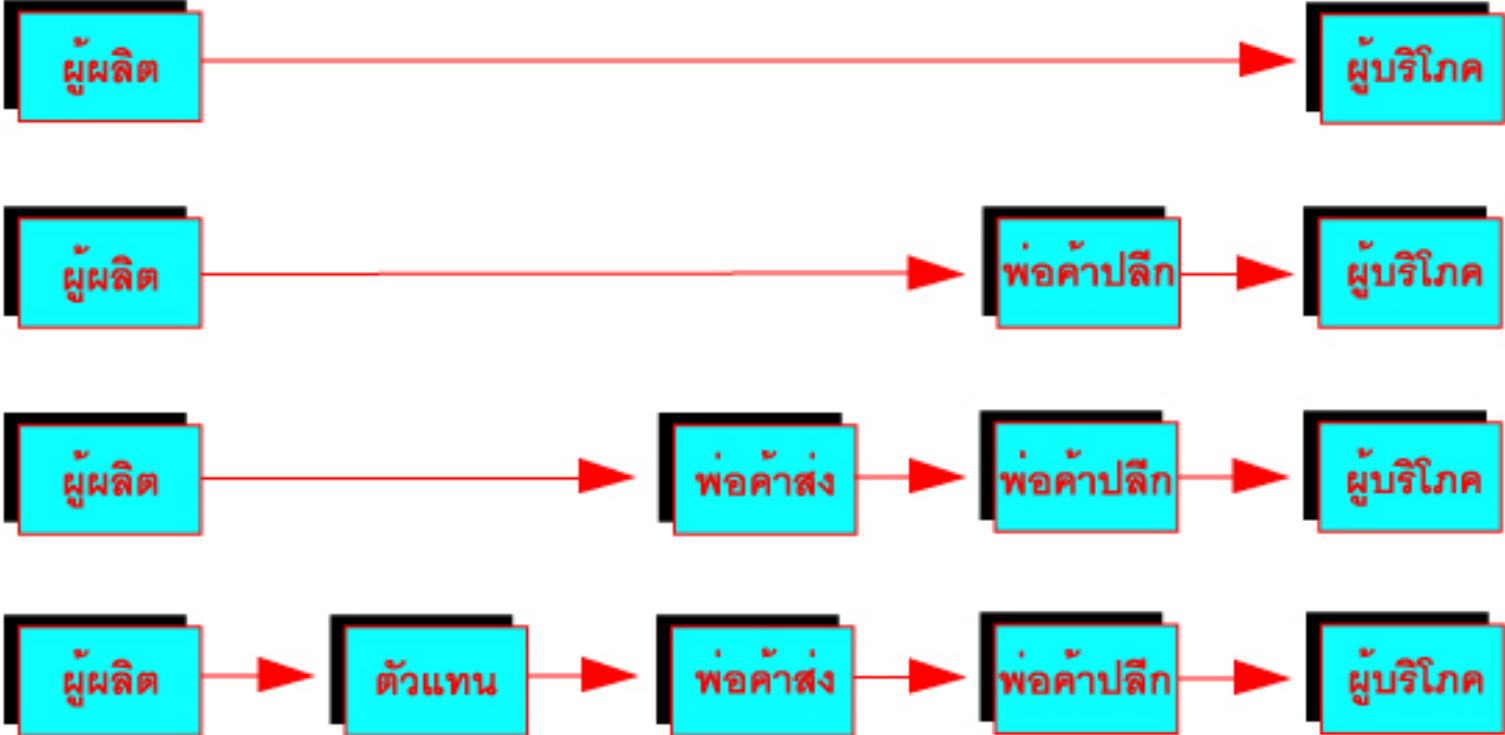 ผู้ผลิต ผู้บริโภค
ผู้ผลิต พ่อค้าปลีก ผู้บริโภค
ผู้ผลิต พ่อค้าส่ง พ่อค้าปลีก ผู้บริโภค
ผู้ผลิต ตัวแทน พ่อค้าส่ง พ่อค้าปลีก ผู้บริโภค